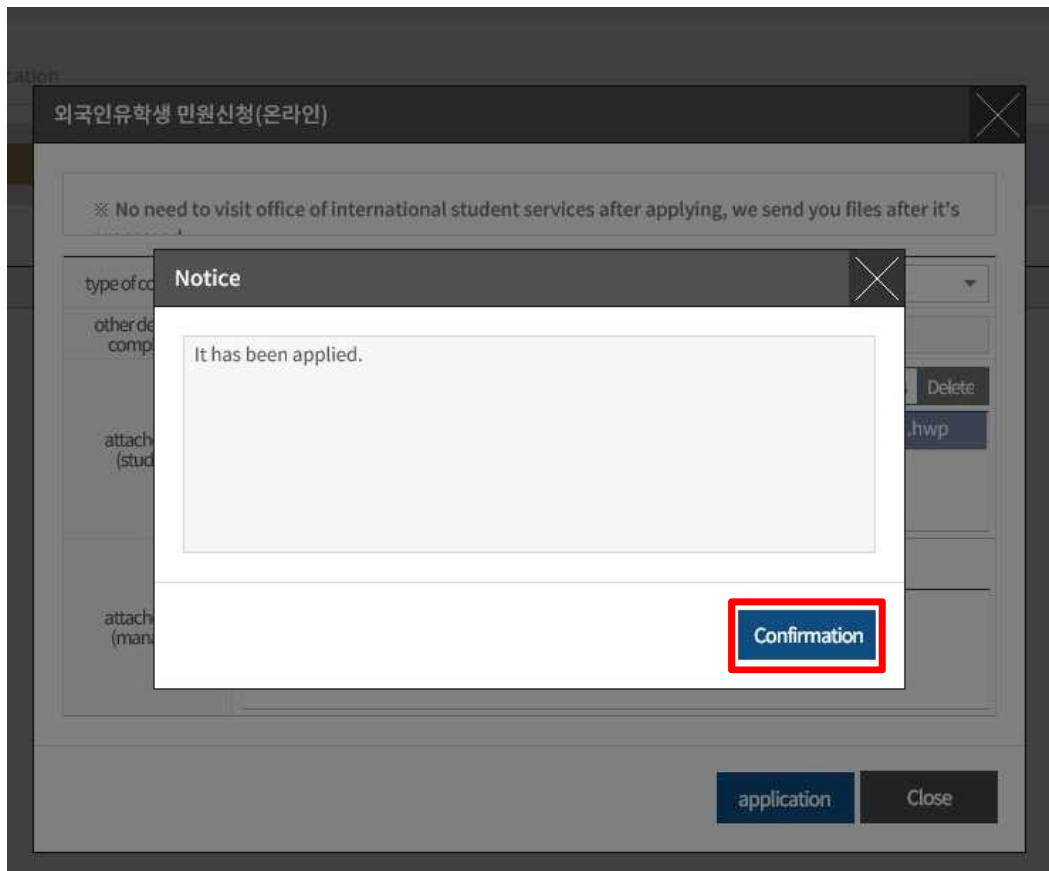 외국인유학생 민원신청(온라인)
※ No need to visit office of international student services after applying, we send you files after it's
Notice
It has been applied.
Delete
.hwp
Confirmation
application
Close